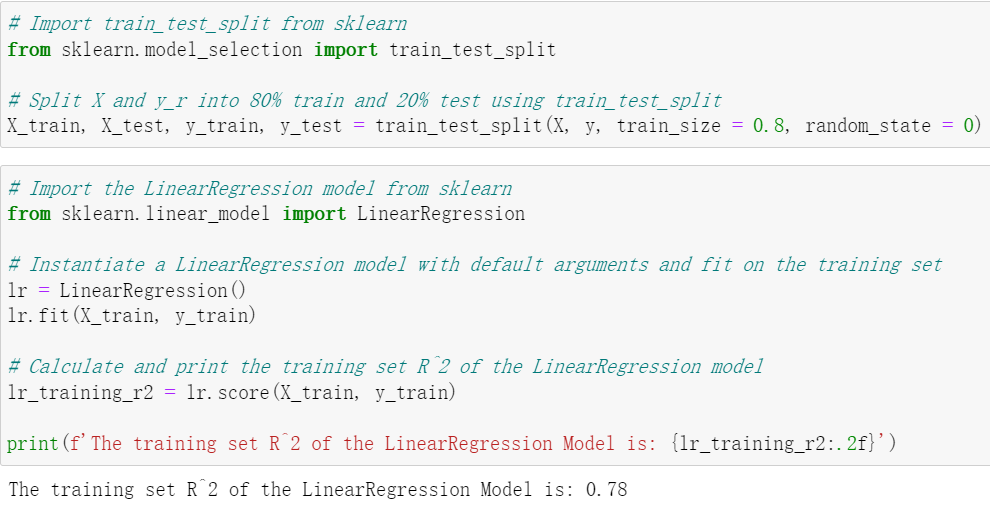 # Import train_test_split from sklearn
from sklearn.model_selection import train_test_split
# Split X and y_r into 80% train and 20% test using train_test_split
X_train, X_test, y_train, y_test = train_test_split(X, y, train_size = 0.8, random_state = 0)
# Import the LinearRegression model from sklearn
from sklearn.linear_model import LinearRegression
# Instantiate a LinearRegression model with default arguments and fit on the training set
lr = LinearRegression()
lr.fit(X_train, y_train)
# Calculate and print the training set R^2 of the LinearRegression model
lr_training_r2 = lr.score(X_train, y_train)
print(f'The training set R^2 of the LinearRegression Model is: {lr_training_r2:.2f}')
The training set R^2 of the LinearRegression Model is: 0.78